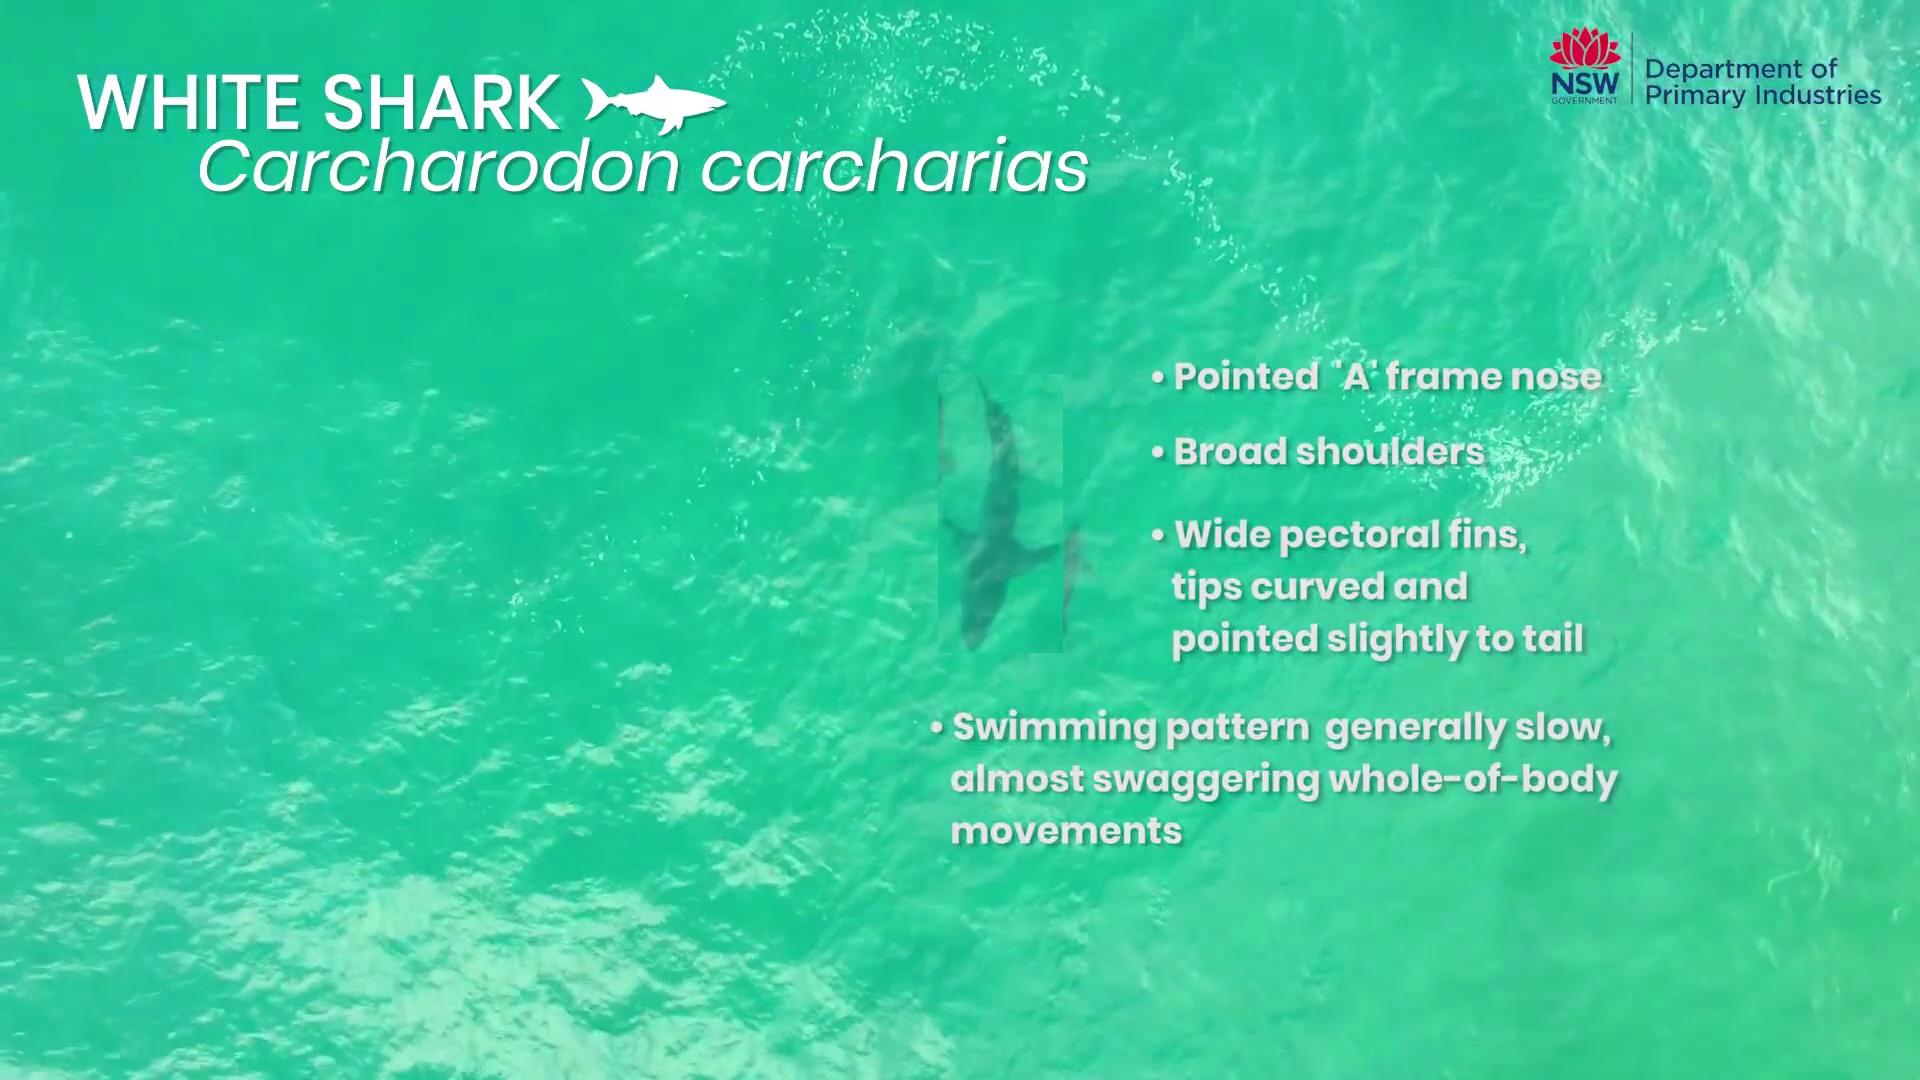 WHITE SHARK
Carcharodon carcharias
NSW
GOVERNMENT
Department of
Primary Industries
• Pointed 'A' frame nose
• Broad shoulders
• Wide pectoral fins,
tips curved and
pointed slightly to tail
• Swimming pattern generally slow,
almost swaggering whole-of-body
movements